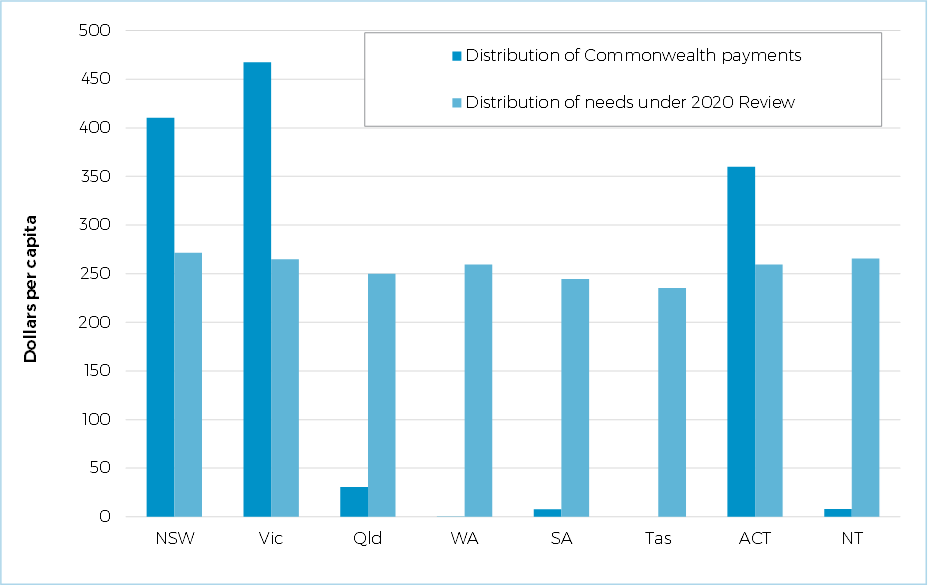 500
Distribution of Commonwealth payments
450
Distribution of needs under 2020 Review
400
350
300
250
200
150
100
50
0
Dollars per capita
NSW Vic Qld WA SA Tas ACT NT